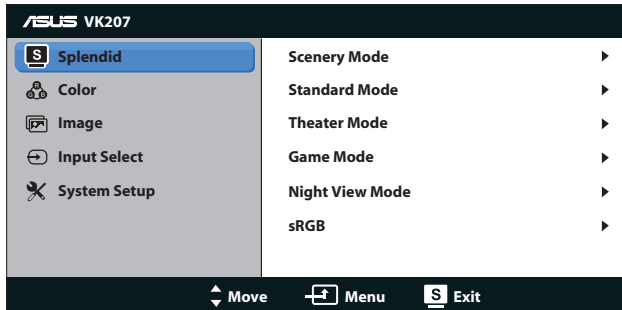 ASUS VK207
S Splendid
R G B Color
Image
Input Select
System Setup
Scenery Mode
Standard Mode
Theater Mode
Game Mode
Night View Mode
sRGB
Move Menu S Exit